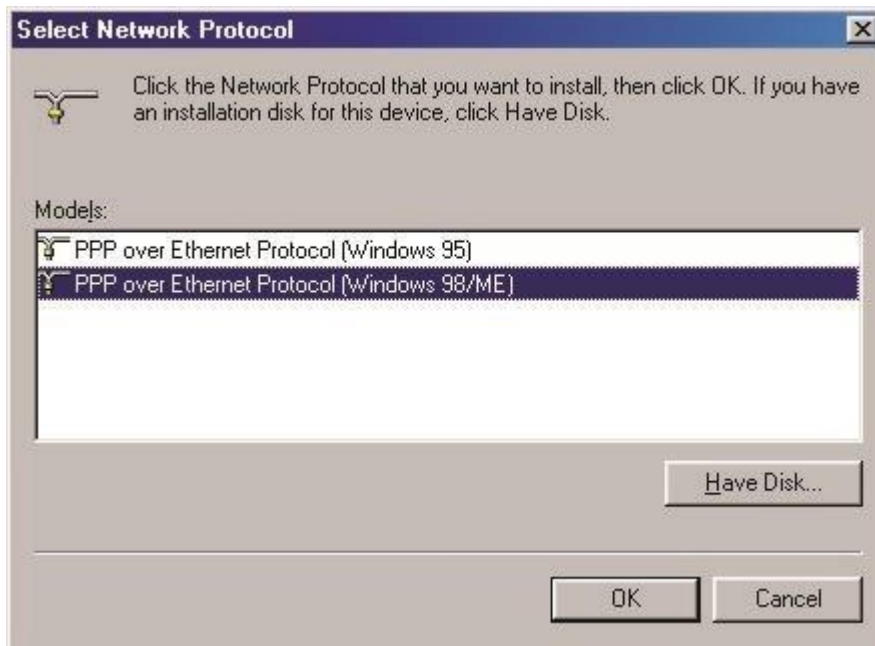 Select Network Protocol
Click the Network Protocol that you want to install, then click OK. If you have
an installation disk for this device, click Have Disk.
Models:
PPP over Ethernet Protocol (Windows 95)
PPP over Ethernet Protocol (Windows 98/ME)
Have Disk...
OK
Cancel